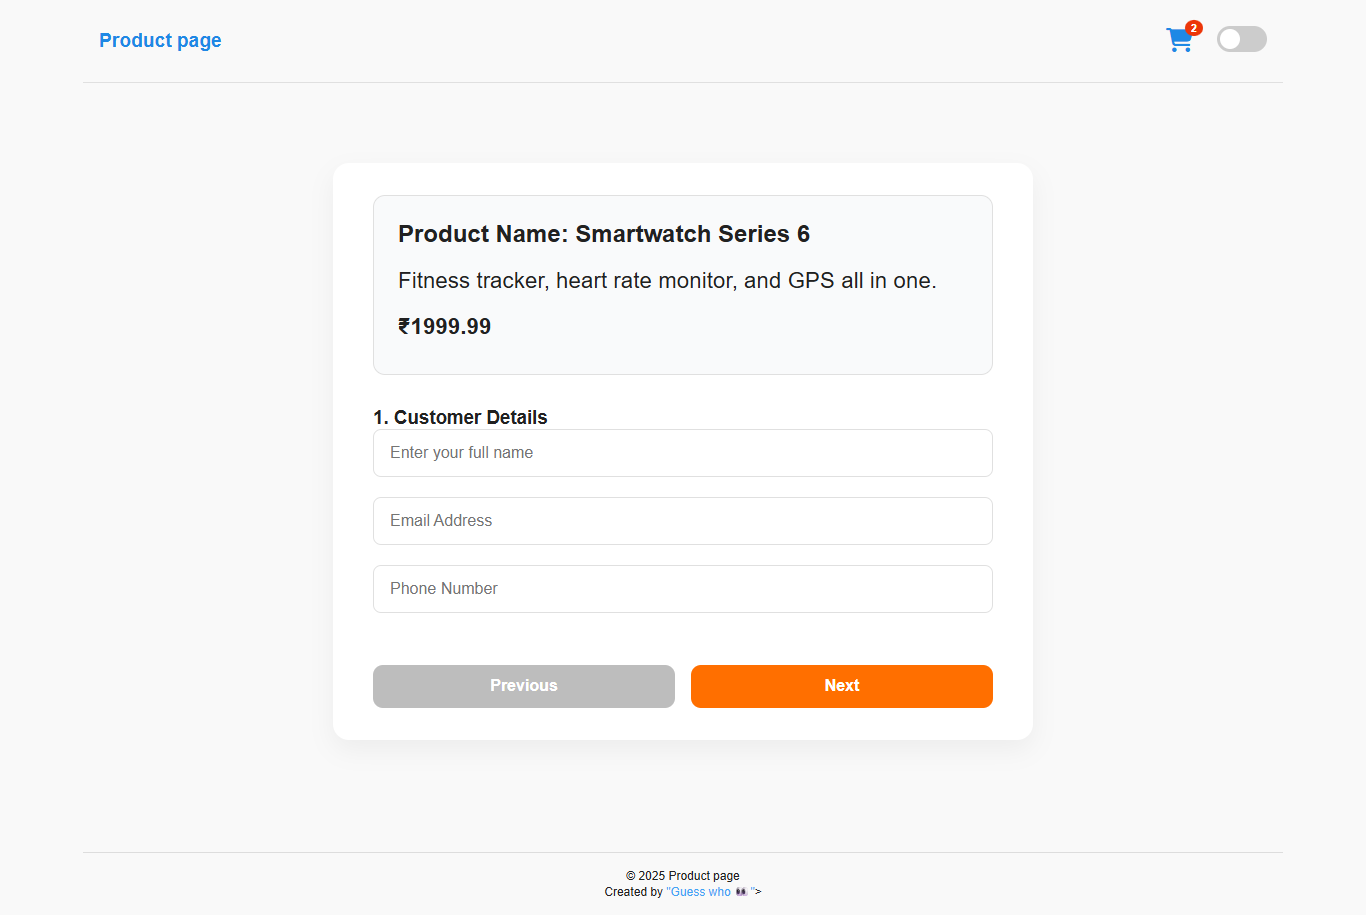 Product page
2
Product Name: Smartwatch Series 6
Fitness tracker, heart rate monitor, and GPS all in one.
₹1999.99
1. Customer Details
Enter your full name
Email Address
Phone Number
Previous
Next
© 2025 Product page
Created by "Guess who 👀 ">